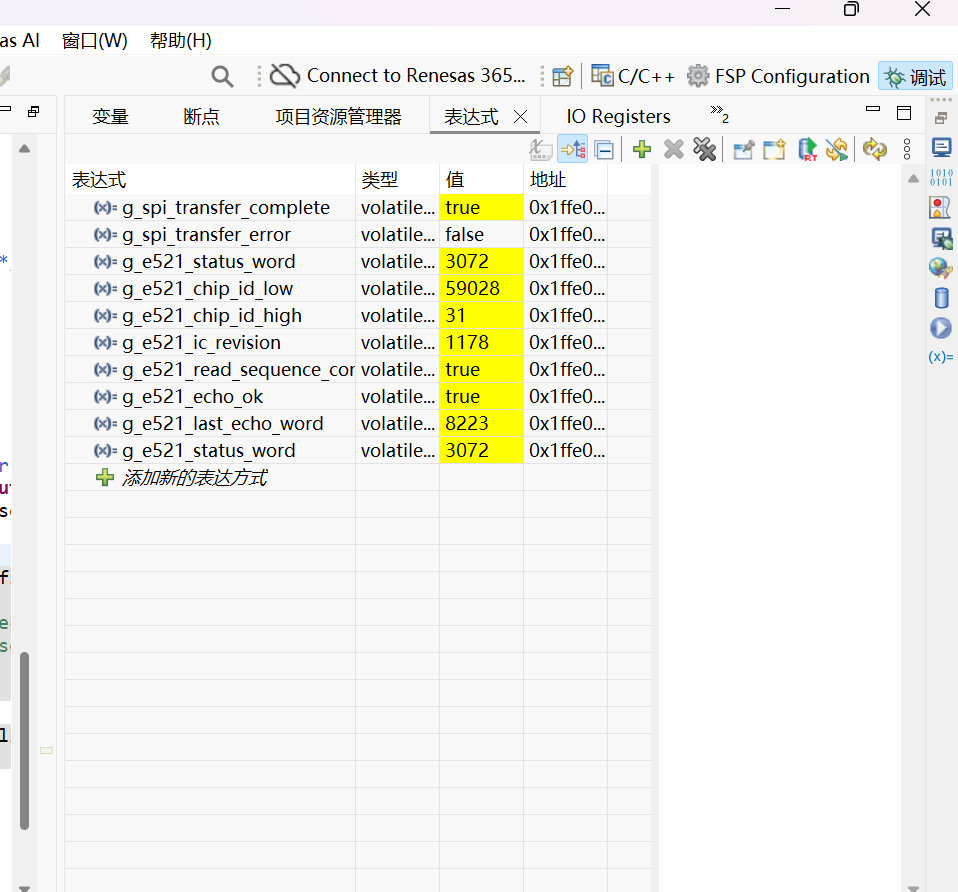 as AI 窗口(W) 帮助(H)
Connect to Renesas 365... C/C++ FSP Configuration 调试
变量 断点 项目资源管理器 表达式 IO Registers »2
表达式 类型 值 地址
(x)= g_spi_transfer_complete volatile... true 0x1ffe0...
(x)= g_spi_transfer_error volatile... false 0x1ffe0...
(x)= g_e521_status_word volatile... 3072 0x1ffe0...
(x)= g_e521_chip_id_low volatile... 59028 0x1ffe0...
(x)= g_e521_chip_id_high volatile... 31 0x1ffe0...
(x)= g_e521_ic_revision volatile... 1178 0x1ffe0...
(x)= g_e521_read_sequence_cor volatile... true 0x1ffe0...
(x)= g_e521_echo_ok volatile... true 0x1ffe0...
(x)= g_e521_last_echo_word volatile... 8223 0x1ffe0...
(x)= g_e521_status_word volatile... 3072 0x1ffe0...
添加新的表达方式
1010
0101
(x)=